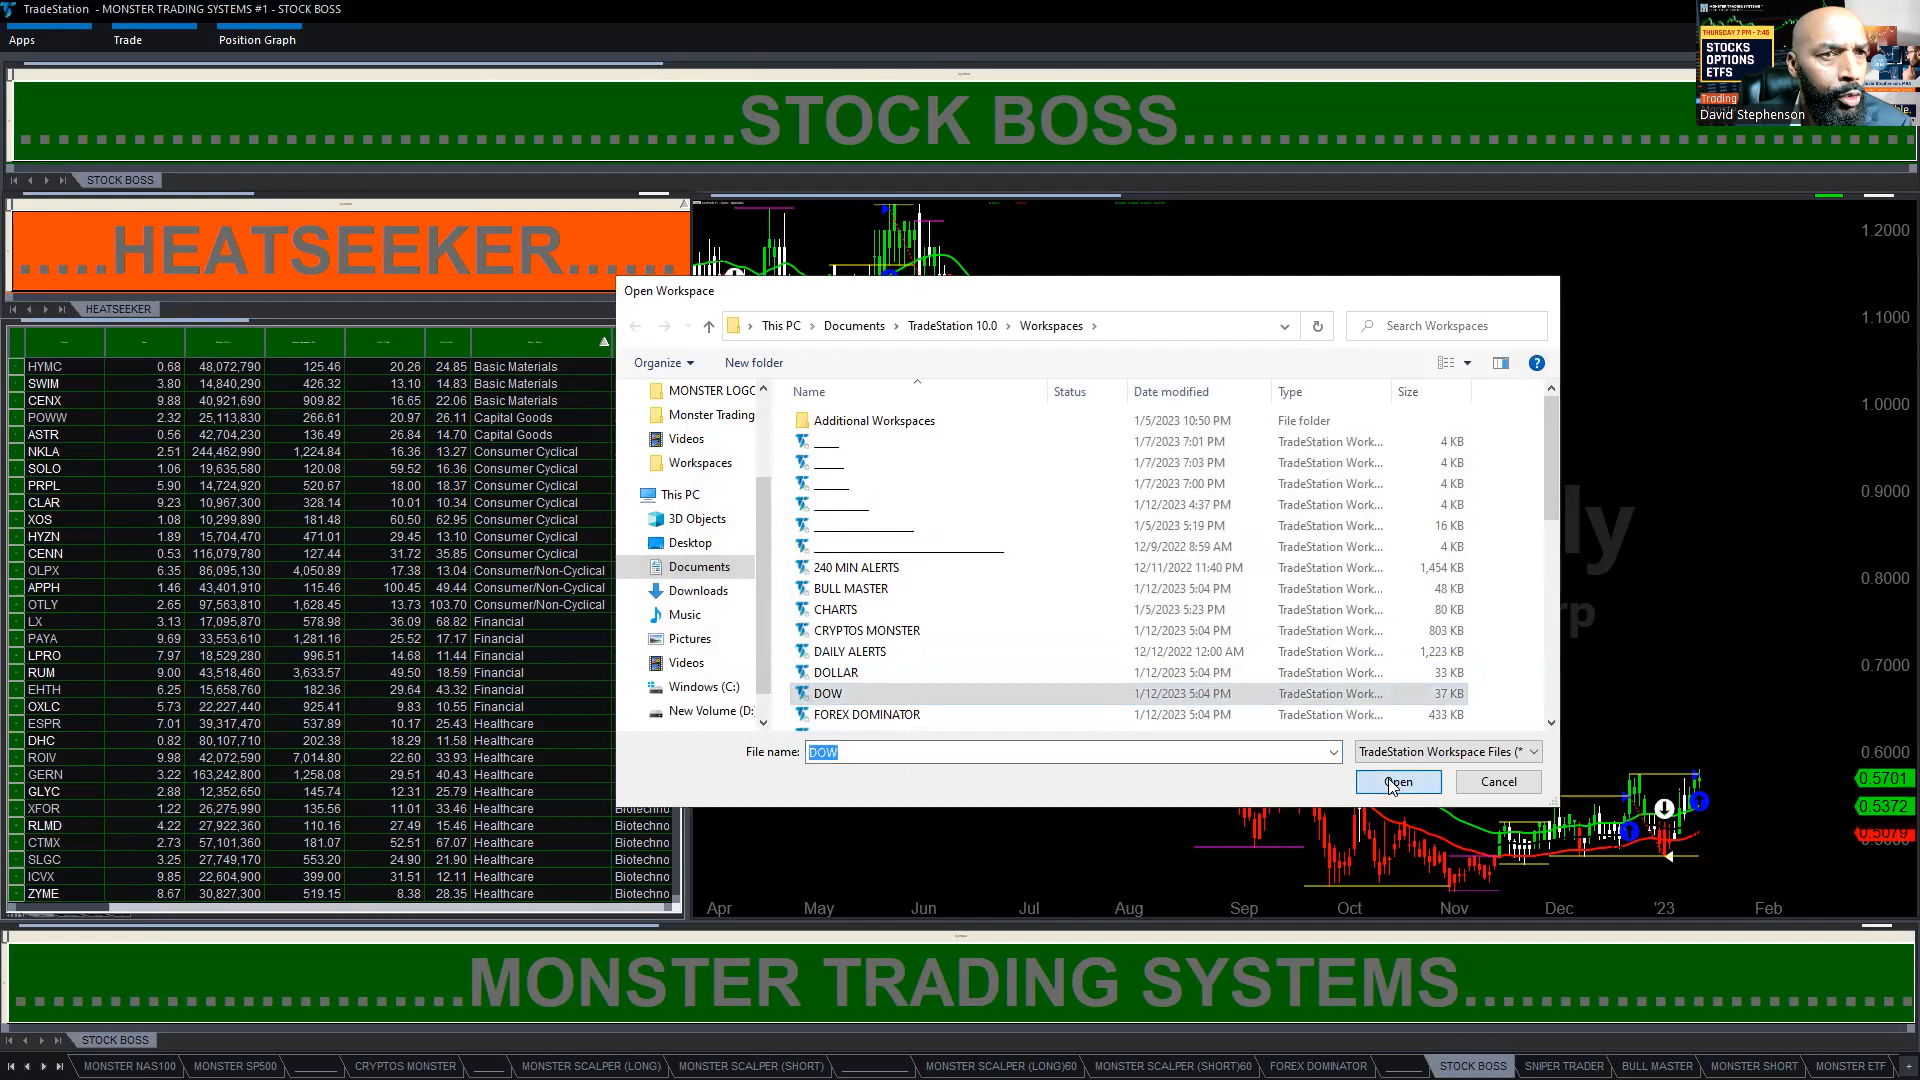 TradeStation - MONSTER TRADING SYSTEMS #1 - STOCK BOSS
Apps Trade Position Graph
THURSDAY 7 PM - 7:45
STOCKS
OPTIONS
ETFS
Trading
David Stephenson
STOCK BOSS
STOCK BOSS
.....HEATSEEKER......
HEATSEEKER
HYMC 0.68 48,072,790 125.46 20.26 24.85 Basic Materials
SWIM 3.80 14,840,290 426.32 13.10 14.83 Basic Materials
CENX 9.88 40,921,690 909.82 16.65 22.06 Basic Materials
POWW 2.32 25,113,830 266.61 20.97 26.11 Capital Goods
ASTR 0.56 42,704,230 136.49 26.84 14.70 Capital Goods
NKLA 2.51 244,462,990 1,224.84 16.36 13.27 Consumer Cyclical
SOLO 1.06 19,635,580 120.08 59.52 16.36 Consumer Cyclical
PRPL 5.90 14,724,920 520.67 18.00 18.37 Consumer Cyclical
CLAR 9.23 10,967,300 328.14 10.01 10.34 Consumer Cyclical
XOS 1.08 10,299,890 181.48 60.50 62.95 Consumer Cyclical
HYZN 1.89 15,704,760 471.01 29.45 13.10 Consumer Cyclical
CENN 0.53 116,079,780 127.44 31.72 35.85 Consumer Cyclical
OLPX 6.35 86,095,130 4,050.89 17.38 13.04 Consumer/Non-Cyclical
APPH 1.46 43,401,910 115.46 100.45 49.44 Consumer/Non-Cyclical
OTLY 2.65 97,563,810 1,628.45 13.73 103.70 Consumer/Non-Cyclical
LX 3.13 17,095,870 578.98 36.09 68.82 Financial
PAYA 9.69 33,553,610 1,281.16 25.52 17.17 Financial
LPRO 7.97 18,529,280 996.51 14.68 11.44 Financial
RUM 9.00 43,518,460 3,633.57 49.50 18.59 Financial
EHTH 6.25 15,658,760 182.36 29.64 43.32 Financial
OXLC 5.73 22,227,440 925.41 9.83 10.55 Financial
ESPR 7.01 39,317,470 537.89 10.17 25.43 Healthcare
DHC 0.82 80,107,710 202.38 18.29 11.58 Healthcare
ROIV 9.98 42,072,590 7,014.80 22.60 33.93 Healthcare
GERN 3.22 163,242,800 1,258.08 29.51 40.43 Healthcare
GLYC 2.88 12,352,650 145.74 12.31 25.79 Healthcare
XFOR 1.22 26,275,990 135.56 11.01 33.46 Healthcare Biotechno
RLMD 4.22 27,922,360 110.16 27.49 15.46 Healthcare Biotechno
CTMX 2.73 57,101,360 181.07 52.51 67.07 Healthcare Biotechno
SLGC 3.25 27,749,170 553.20 24.90 21.90 Healthcare Biotechno
ICVX 9.85 22,604,900 399.00 31.51 12.11 Healthcare Biotechno
ZYME 8.67 30,827,300 519.15 8.38 28.35 Healthcare Biotechno
Open Workspace
This PC > Documents > TradeStation 10.0 > Workspaces >
Search Workspaces
Organize New folder
MONSTER LOGO
Monster Trading
Videos
Workspaces
This PC
3D Objects
Desktop
Documents
Downloads
Music
Pictures
Videos
Windows (C:)
New Volume (D:
Name Status Date modified Type Size
Additional Workspaces 1/5/2023 10:50 PM File folder
____ 1/7/2023 7:01 PM TradeStation Work... 4 KB
_____ 1/7/2023 7:03 PM TradeStation Work... 4 KB
______ 1/7/2023 7:00 PM TradeStation Work... 4 KB
_________ 1/12/2023 4:37 PM TradeStation Work... 4 KB
_________________ 1/5/2023 5:19 PM TradeStation Work... 16 KB
________________________________ 12/9/2022 8:59 AM TradeStation Work... 4 KB
240 MIN ALERTS 12/11/2022 11:40 PM TradeStation Work... 1,454 KB
BULL MASTER 1/12/2023 5:04 PM TradeStation Work... 48 KB
CHARTS 1/5/2023 5:23 PM TradeStation Work... 80 KB
CRYPTOS MONSTER 1/12/2023 5:04 PM TradeStation Work... 803 KB
DAILY ALERTS 12/12/2022 12:00 AM TradeStation Work... 1,223 KB
DOLLAR 1/12/2023 5:04 PM TradeStation Work... 33 KB
DOW 1/12/2023 5:04 PM TradeStation Work... 37 KB
FOREX DOMINATOR 1/12/2023 5:04 PM TradeStation Work... 433 KB
File name: DOW
TradeStation Workspace Files (*
Open Cancel
ly
rp
1.2000
1.1000
1.0000
0.9000
0.8000
0.7000
0.6000
0.5701
0.5372
0.5079
Apr May Jun Jul Aug Sep Oct Nov Dec '23 Feb
MONSTER TRADING SYSTEMS
STOCK BOSS
MONSTER NAS100 MONSTER SP500 ______ CRYPTOS MONSTER ____ MONSTER SCALPER (LONG) MONSTER SCALPER (SHORT) _________ MONSTER SCALPER (LONG)60 MONSTER SCALPER (SHORT)60 FOREX DOMINATOR _____ STOCK BOSS SNIPER TRADER BULL MASTER MONSTER SHORT MONSTER ETF